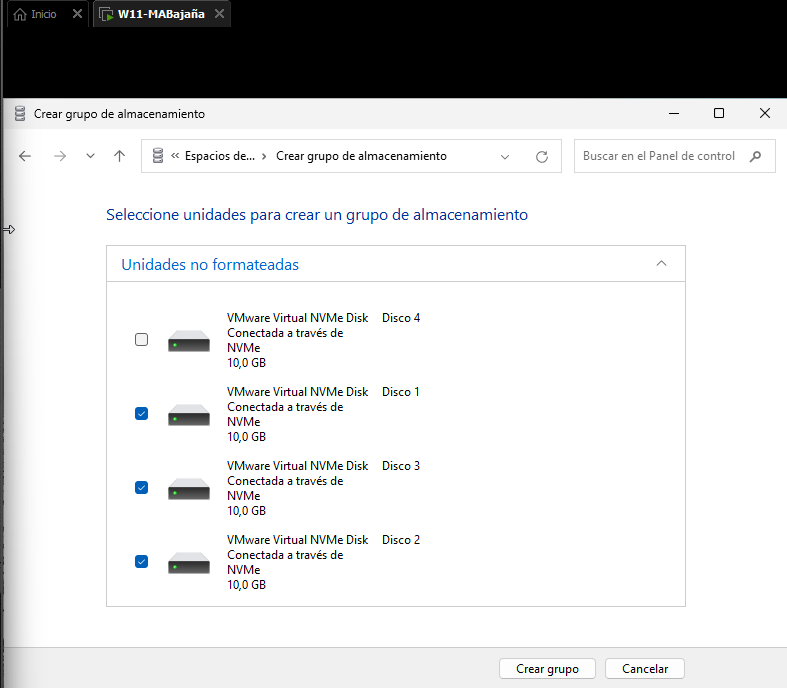 Inicio
W11-MABajaña
Crear grupo de almacenamiento
« Espacios de... › Crear grupo de almacenamiento
Buscar en el Panel de control
Seleccione unidades para crear un grupo de almacenamiento
Unidades no formateadas
VMware Virtual NVMe Disk Disco 4
Conectada a través de
NVMe
10,0 GB
VMware Virtual NVMe Disk Disco 1
Conectada a través de
NVMe
10,0 GB
VMware Virtual NVMe Disk Disco 3
Conectada a través de
NVMe
10,0 GB
VMware Virtual NVMe Disk Disco 2
Conectada a través de
NVMe
10,0 GB
Crear grupo
Cancelar